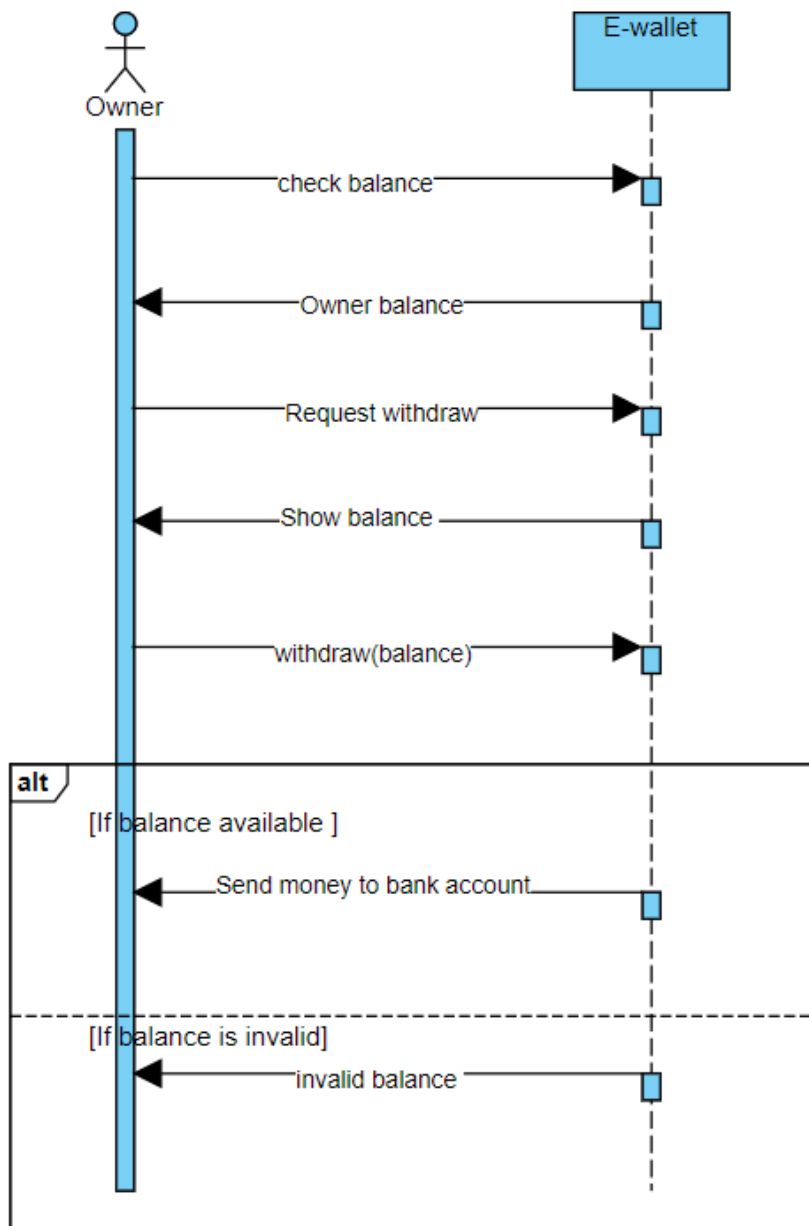 E-wallet
Owner
check balance
Owner balance
Request withdraw
Show balance
withdraw(balance)
alt
[If balance available ]
Send money to bank account
[If balance is invalid]
invalid balance